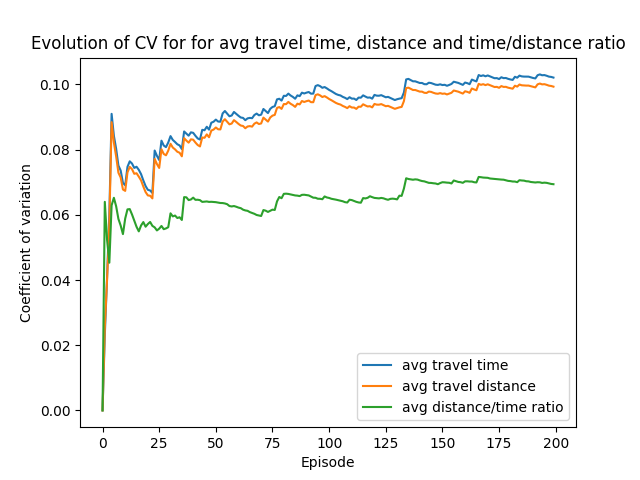 Evolution of CV for for avg travel time, distance and time/distance ratio
Coefficient of variation
0.10
0.08
0.06
0.04
0.02
0.00
avg travel time
avg travel distance
avg distance/time ratio
0 25 50 75 100 125 150 175 200
Episode